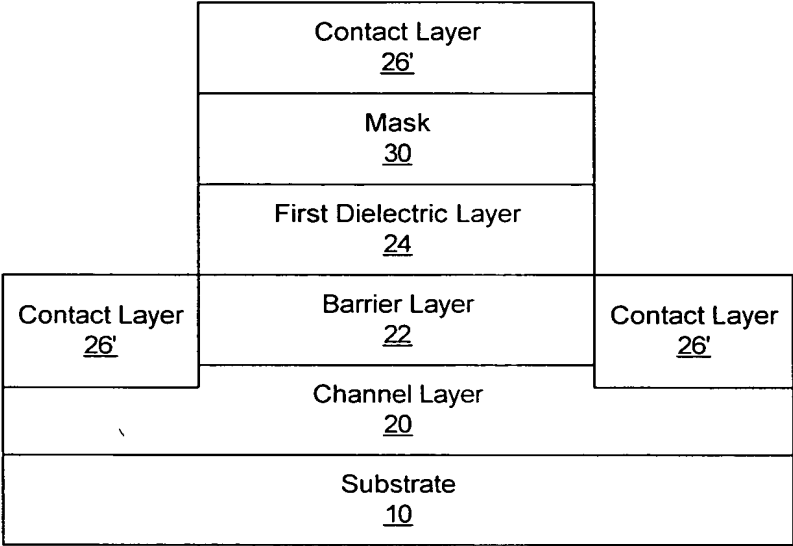 Contact Layer
26'
Mask
30
First Dielectric Layer
24
Contact Layer
26'
Barrier Layer
22
Contact Layer
26'
Channel Layer
20
Substrate
10